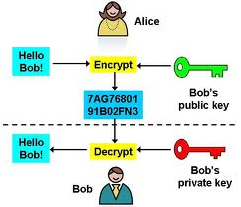 Alice
Hello
Bob!
Encrypt
Bob's
public key
7AG76801
91B02FN3
Hello
Bob!
Decrypt
Bob's
private key
Bob